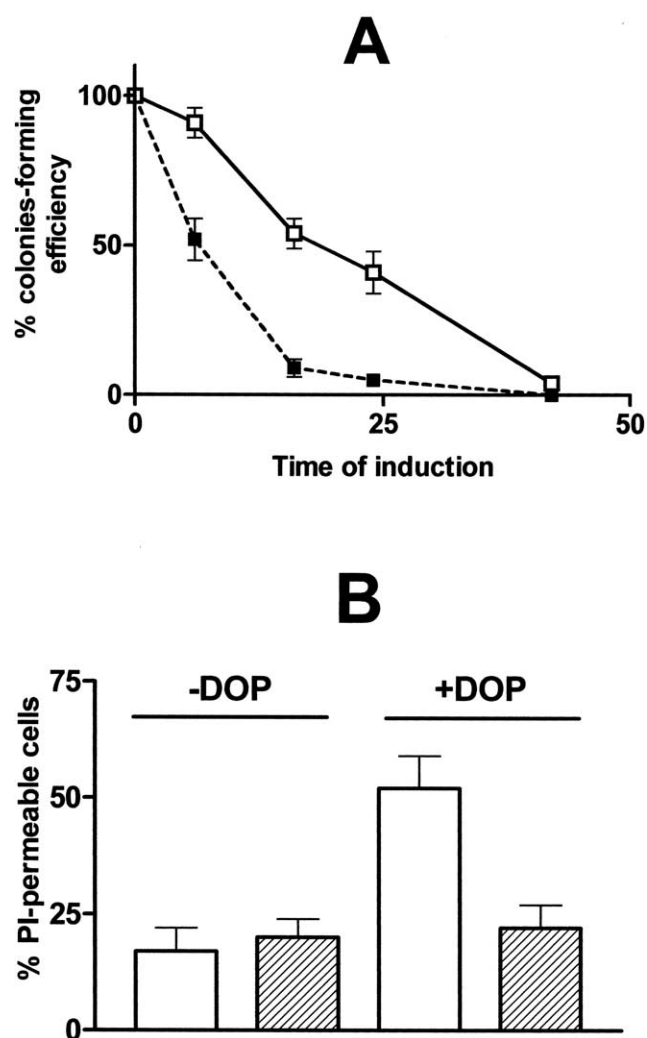 A
% colonies-forming
efficiency
100
50
0
0
25
50
Time of induction
B
% PI-permeable cells
75
50
25
0
-DOP
+DOP